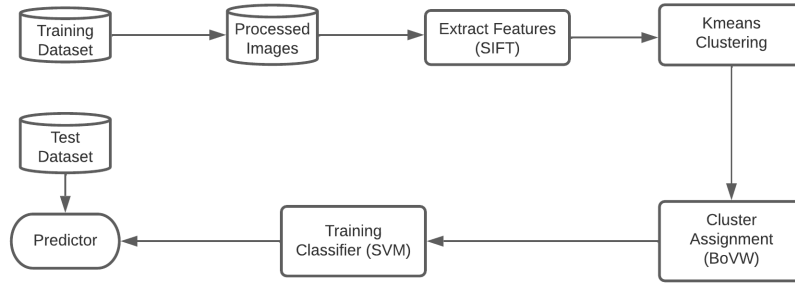 Training
Dataset
Processed
Images
Extract Features
(SIFT)
Kmeans
Clustering
Test
Dataset
Predictor
Training
Classifier (SVM)
Cluster
Assignment
(BoVW)